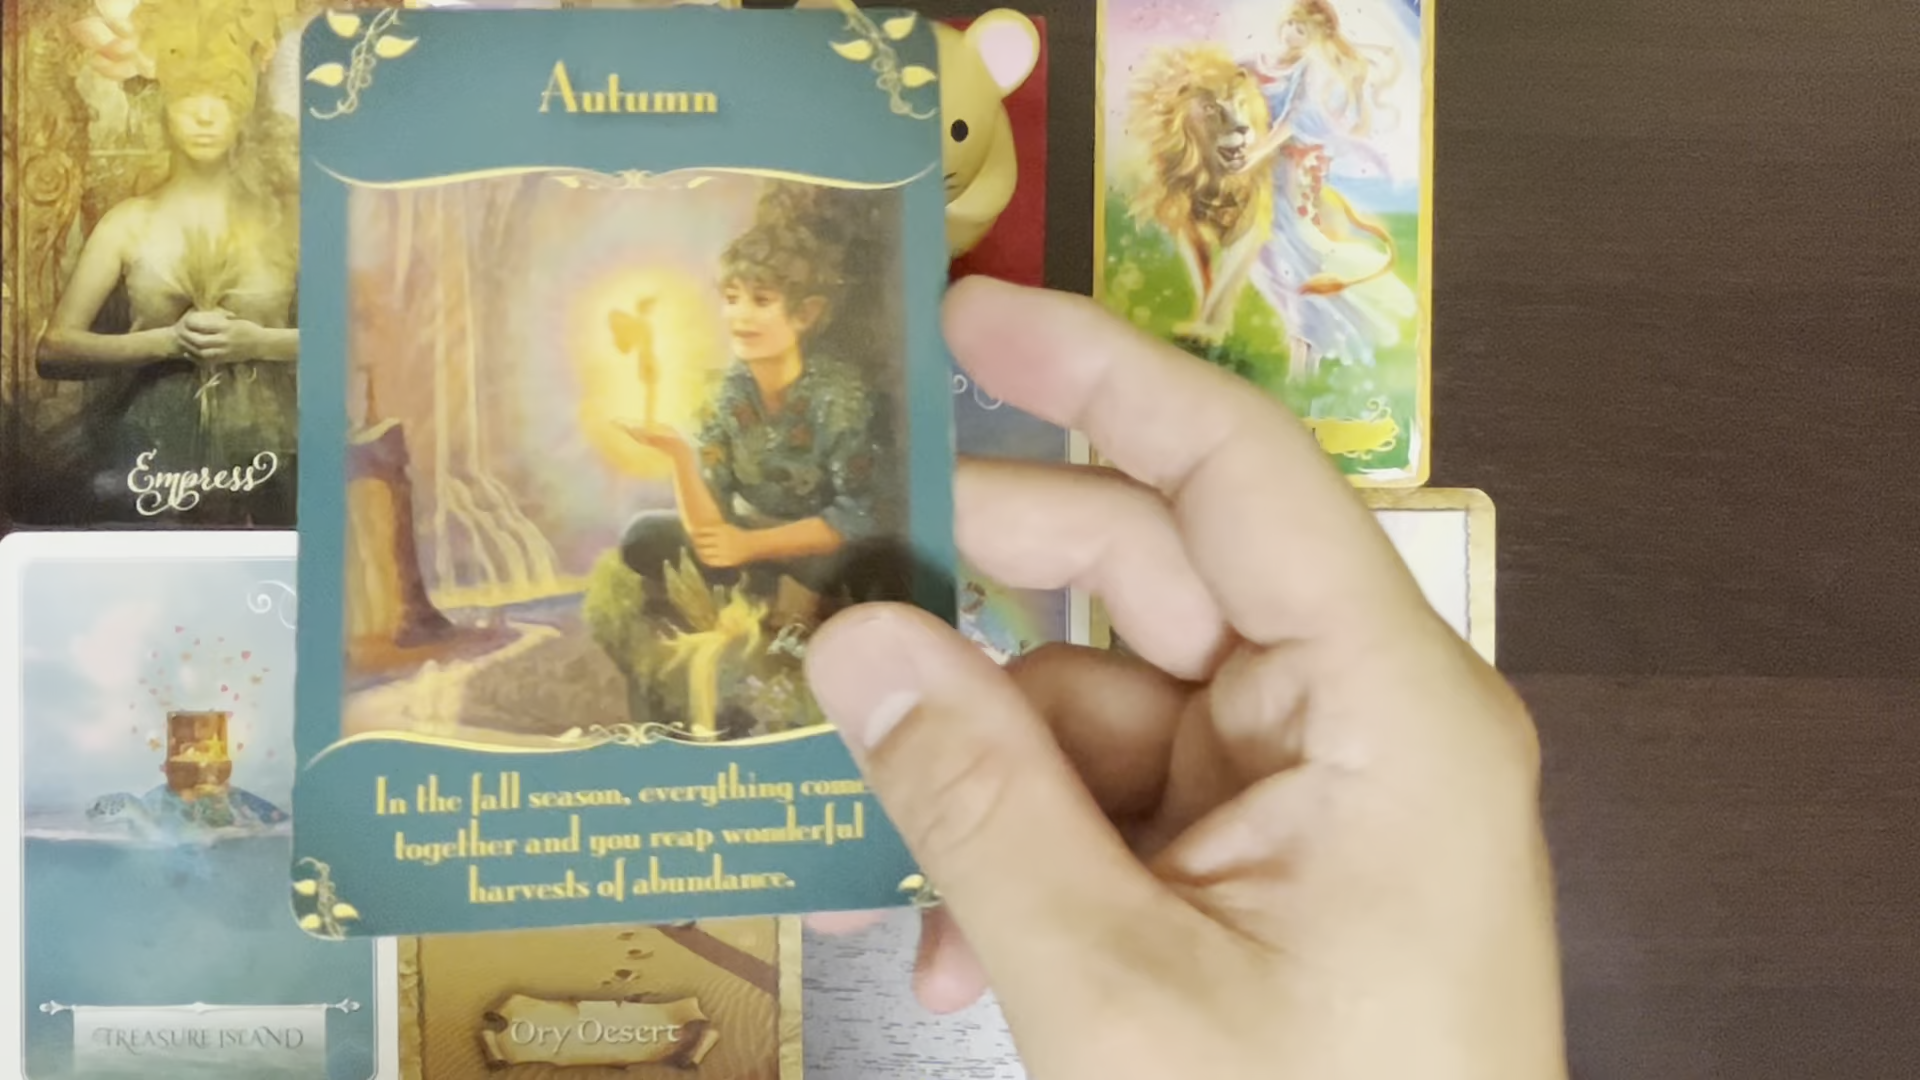 Autumn
Empress
In the fall season, everything come
together and you reap wonderful
harvests of abundance.
TREASURE ISLAND
Dry Desert